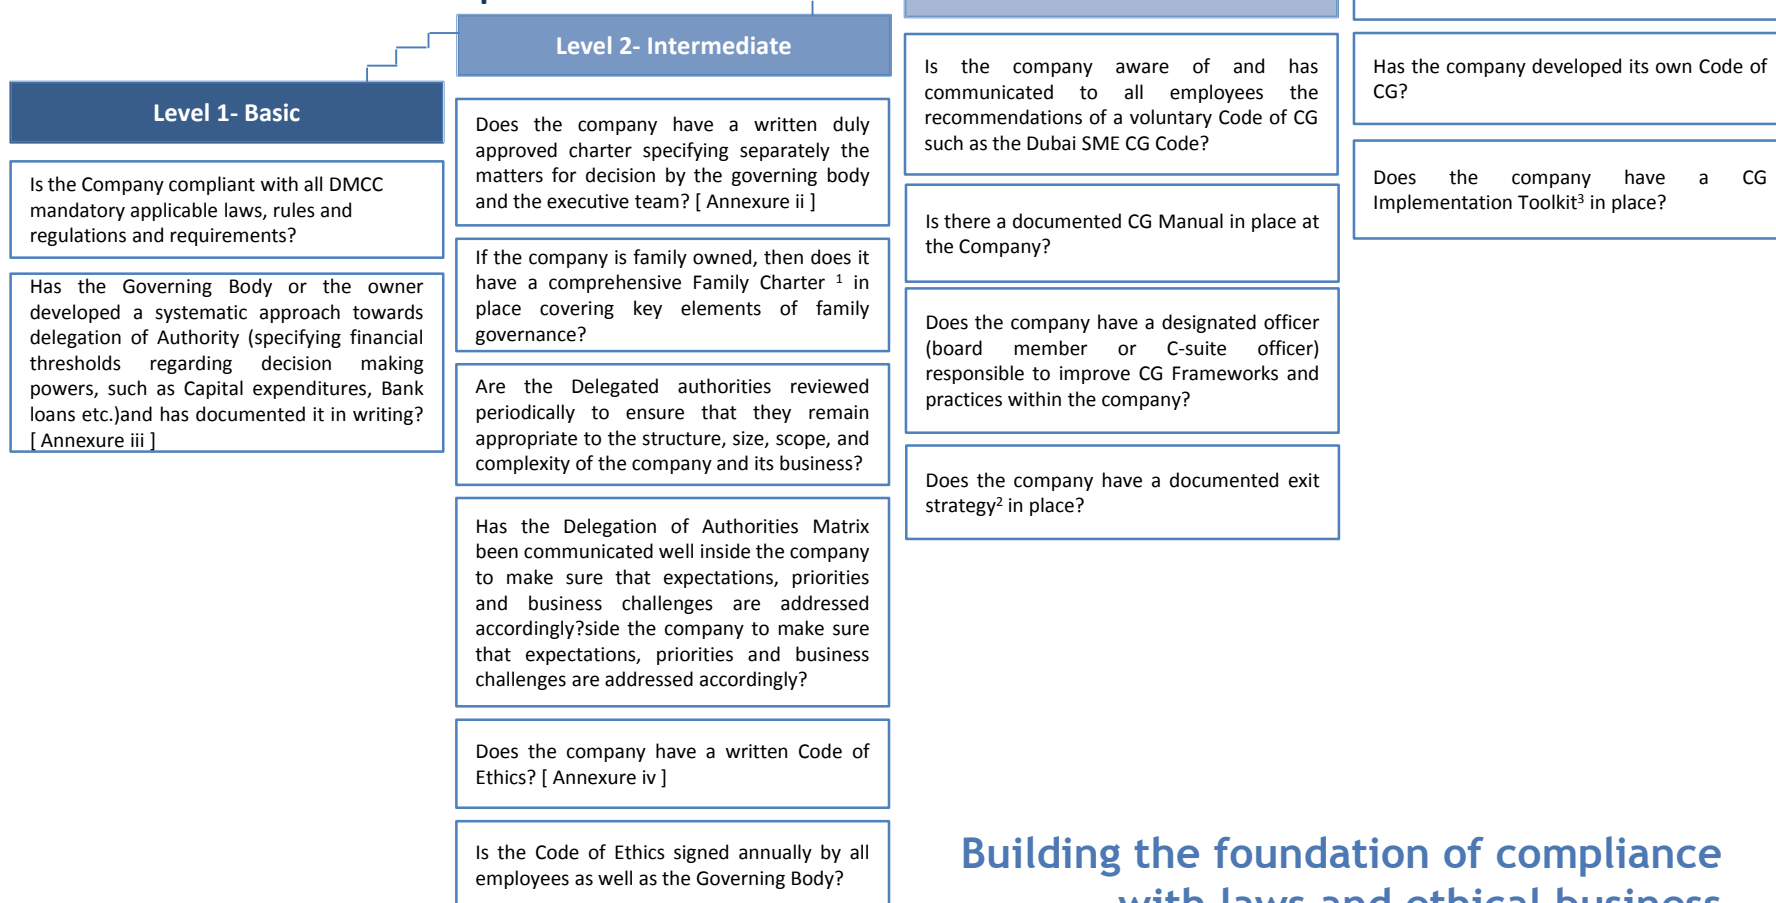 Level 1- Basic
Is the Company compliant with all DMCC
mandatory applicable laws, rules and
regulations and requirements?
Has the Governing Body or the owner
developed a systematic approach towards
delegation of Authority (specifying financial
thresholds regarding decision making
powers, such as Capital expenditures, Bank
loans etc.)and has documented it in writing?
[ Annexure iii ]
Level 2- Intermediate
Does the company have a written duly
approved charter specifying separately the
matters for decision by the governing body
and the executive team? [ Annexure ii ]
If the company is family owned, then does it
have a comprehensive Family Charter ¹ in
place covering key elements of family
governance?
Are the Delegated authorities reviewed
periodically to ensure that they remain
appropriate to the structure, size, scope, and
complexity of the company and its business?
Has the Delegation of Authorities Matrix
been communicated well inside the company
to make sure that expectations, priorities
and business challenges are addressed
accordingly?side the company to make sure
that expectations, priorities and business
challenges are addressed accordingly?
Does the company have a written Code of
Ethics? [ Annexure iv ]
Is the Code of Ethics signed annually by all
employees as well as the Governing Body?
Is the company aware of and has
communicated to all employees the
recommendations of a voluntary Code of CG
such as the Dubai SME CG Code?
Is there a documented CG Manual in place at
the Company?
Does the company have a designated officer
(board member or C-suite officer)
responsible to improve CG Frameworks and
practices within the company?
Does the company have a documented exit
strategy² in place?
Has the company developed its own Code of
CG?
Does the company have a CG
Implementation Toolkit³ in place?
Building the foundation of compliance
with laws and ethical business